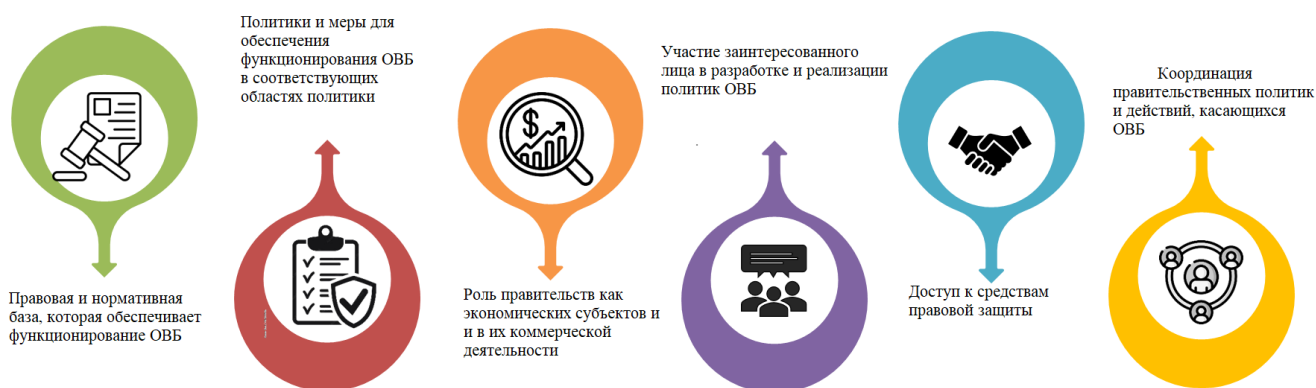 Правовая и нормативная
база, которая обеспечивает
функционирование ОВБ
Политики и меры для
обеспечения
функционирования ОВБ
в соответствующих
областях политики
Роль правительств как
экономических субъектов и
и в их коммерческой
деятельности
Участие заинтересованного
лица в разработке и реализации
политик ОВБ
Доступ к средствам
правовой защиты
Координация
правительственных политик
и действий, касающихся
ОВБ